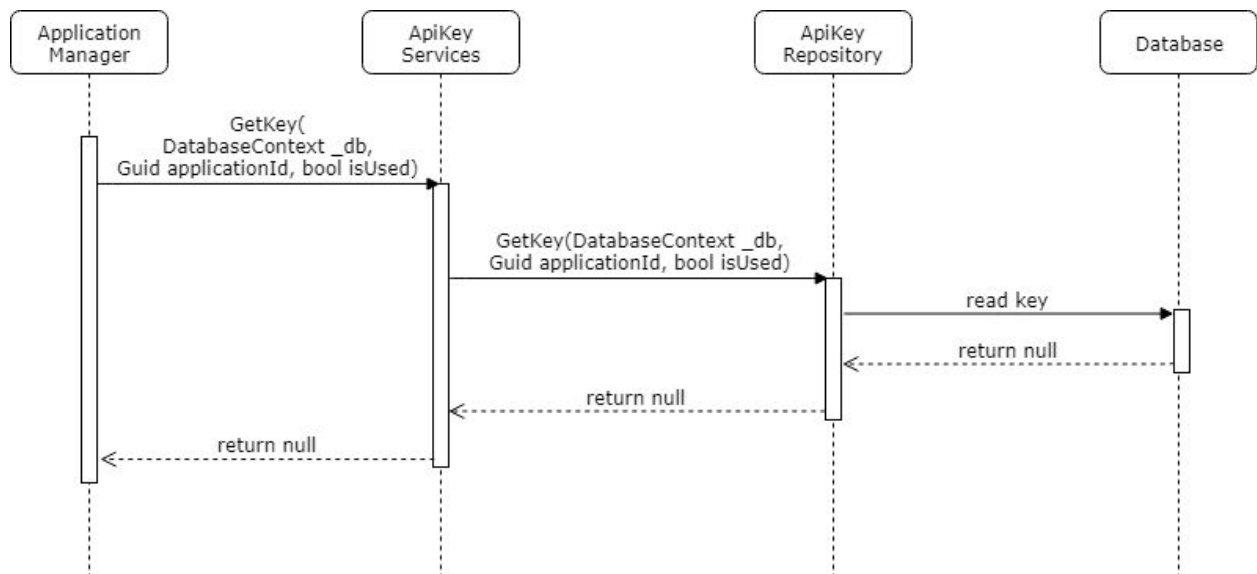 Application
Manager
ApiKey
Services
ApiKey
Repository
Database
GetKey(
DatabaseContext _db,
Guid applicationId, bool isUsed)
GetKey(DatabaseContext _db,
Guid applicationId, bool isUsed)
read key
return null
return null
return null